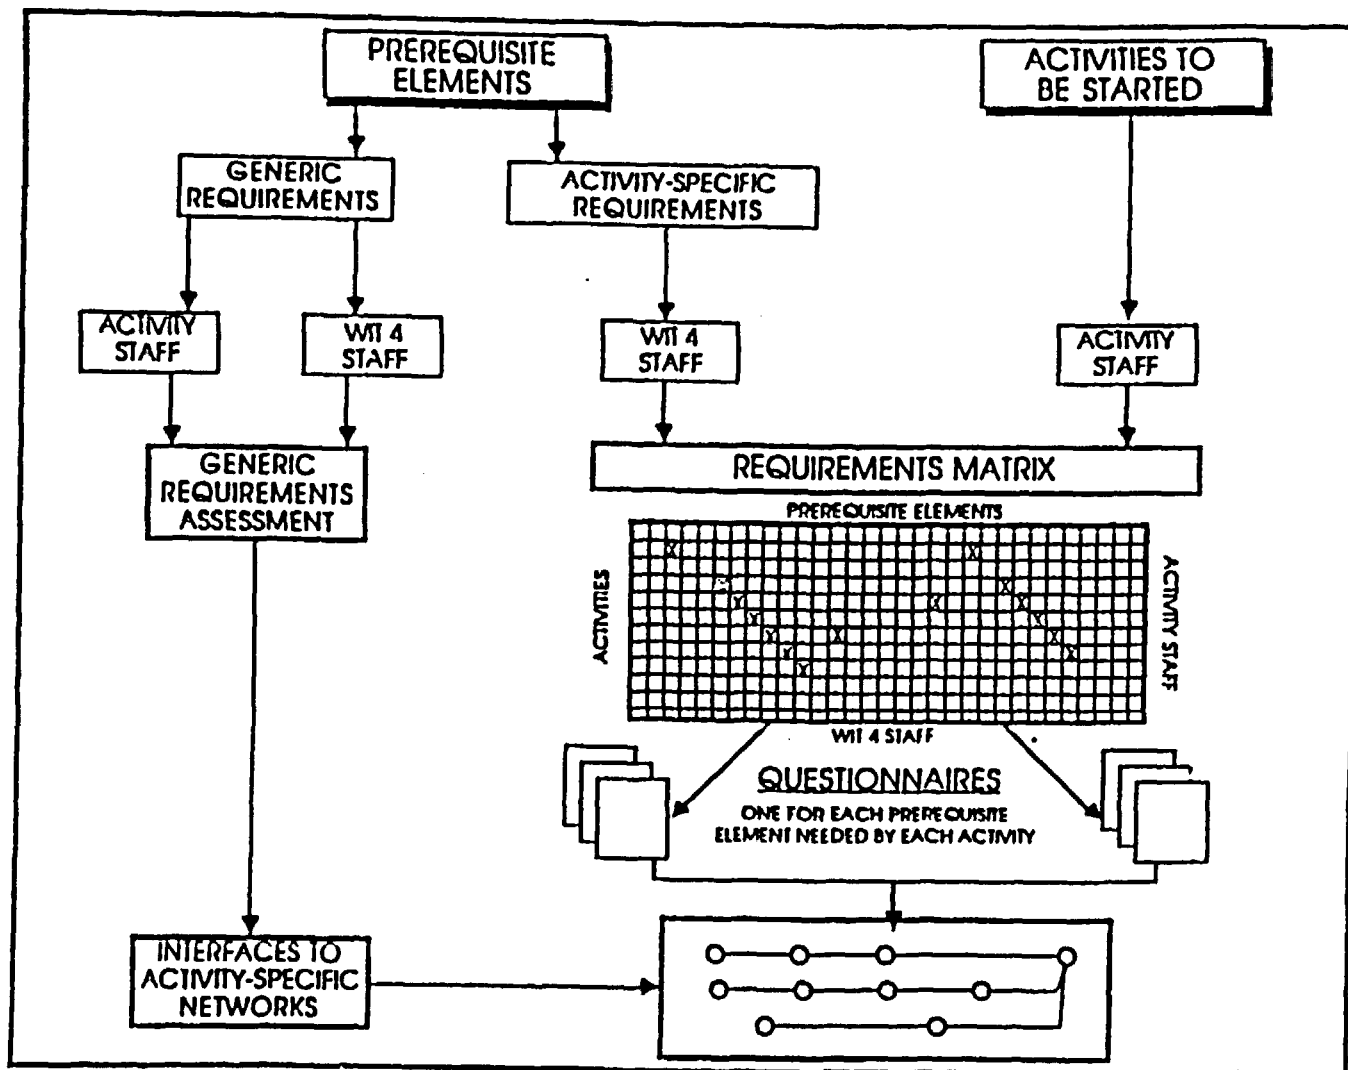 PREREQUISITE
ELEMENTS
ACTIVITIES TO
BE STARTED
GENERIC
REQUIREMENTS
ACTIVITY-SPECIFIC
REQUIREMENTS
ACTIVITY
STAFF
WIT 4
STAFF
WIT 4
STAFF
ACTIVITY
STAFF
GENERIC
REQUIREMENTS
ASSESSMENT
REQUIREMENTS MATRIX
PREREQUISITE ELEMENTS
ACTIVITIES
ACTIVITY STAFF
WIT 4 STAFF
QUESTIONNAIRES
ONE FOR EACH PREREQUISITE
ELEMENT NEEDED BY EACH ACTIVITY
INTERFACES TO
ACTIVITY-SPECIFIC
NETWORKS